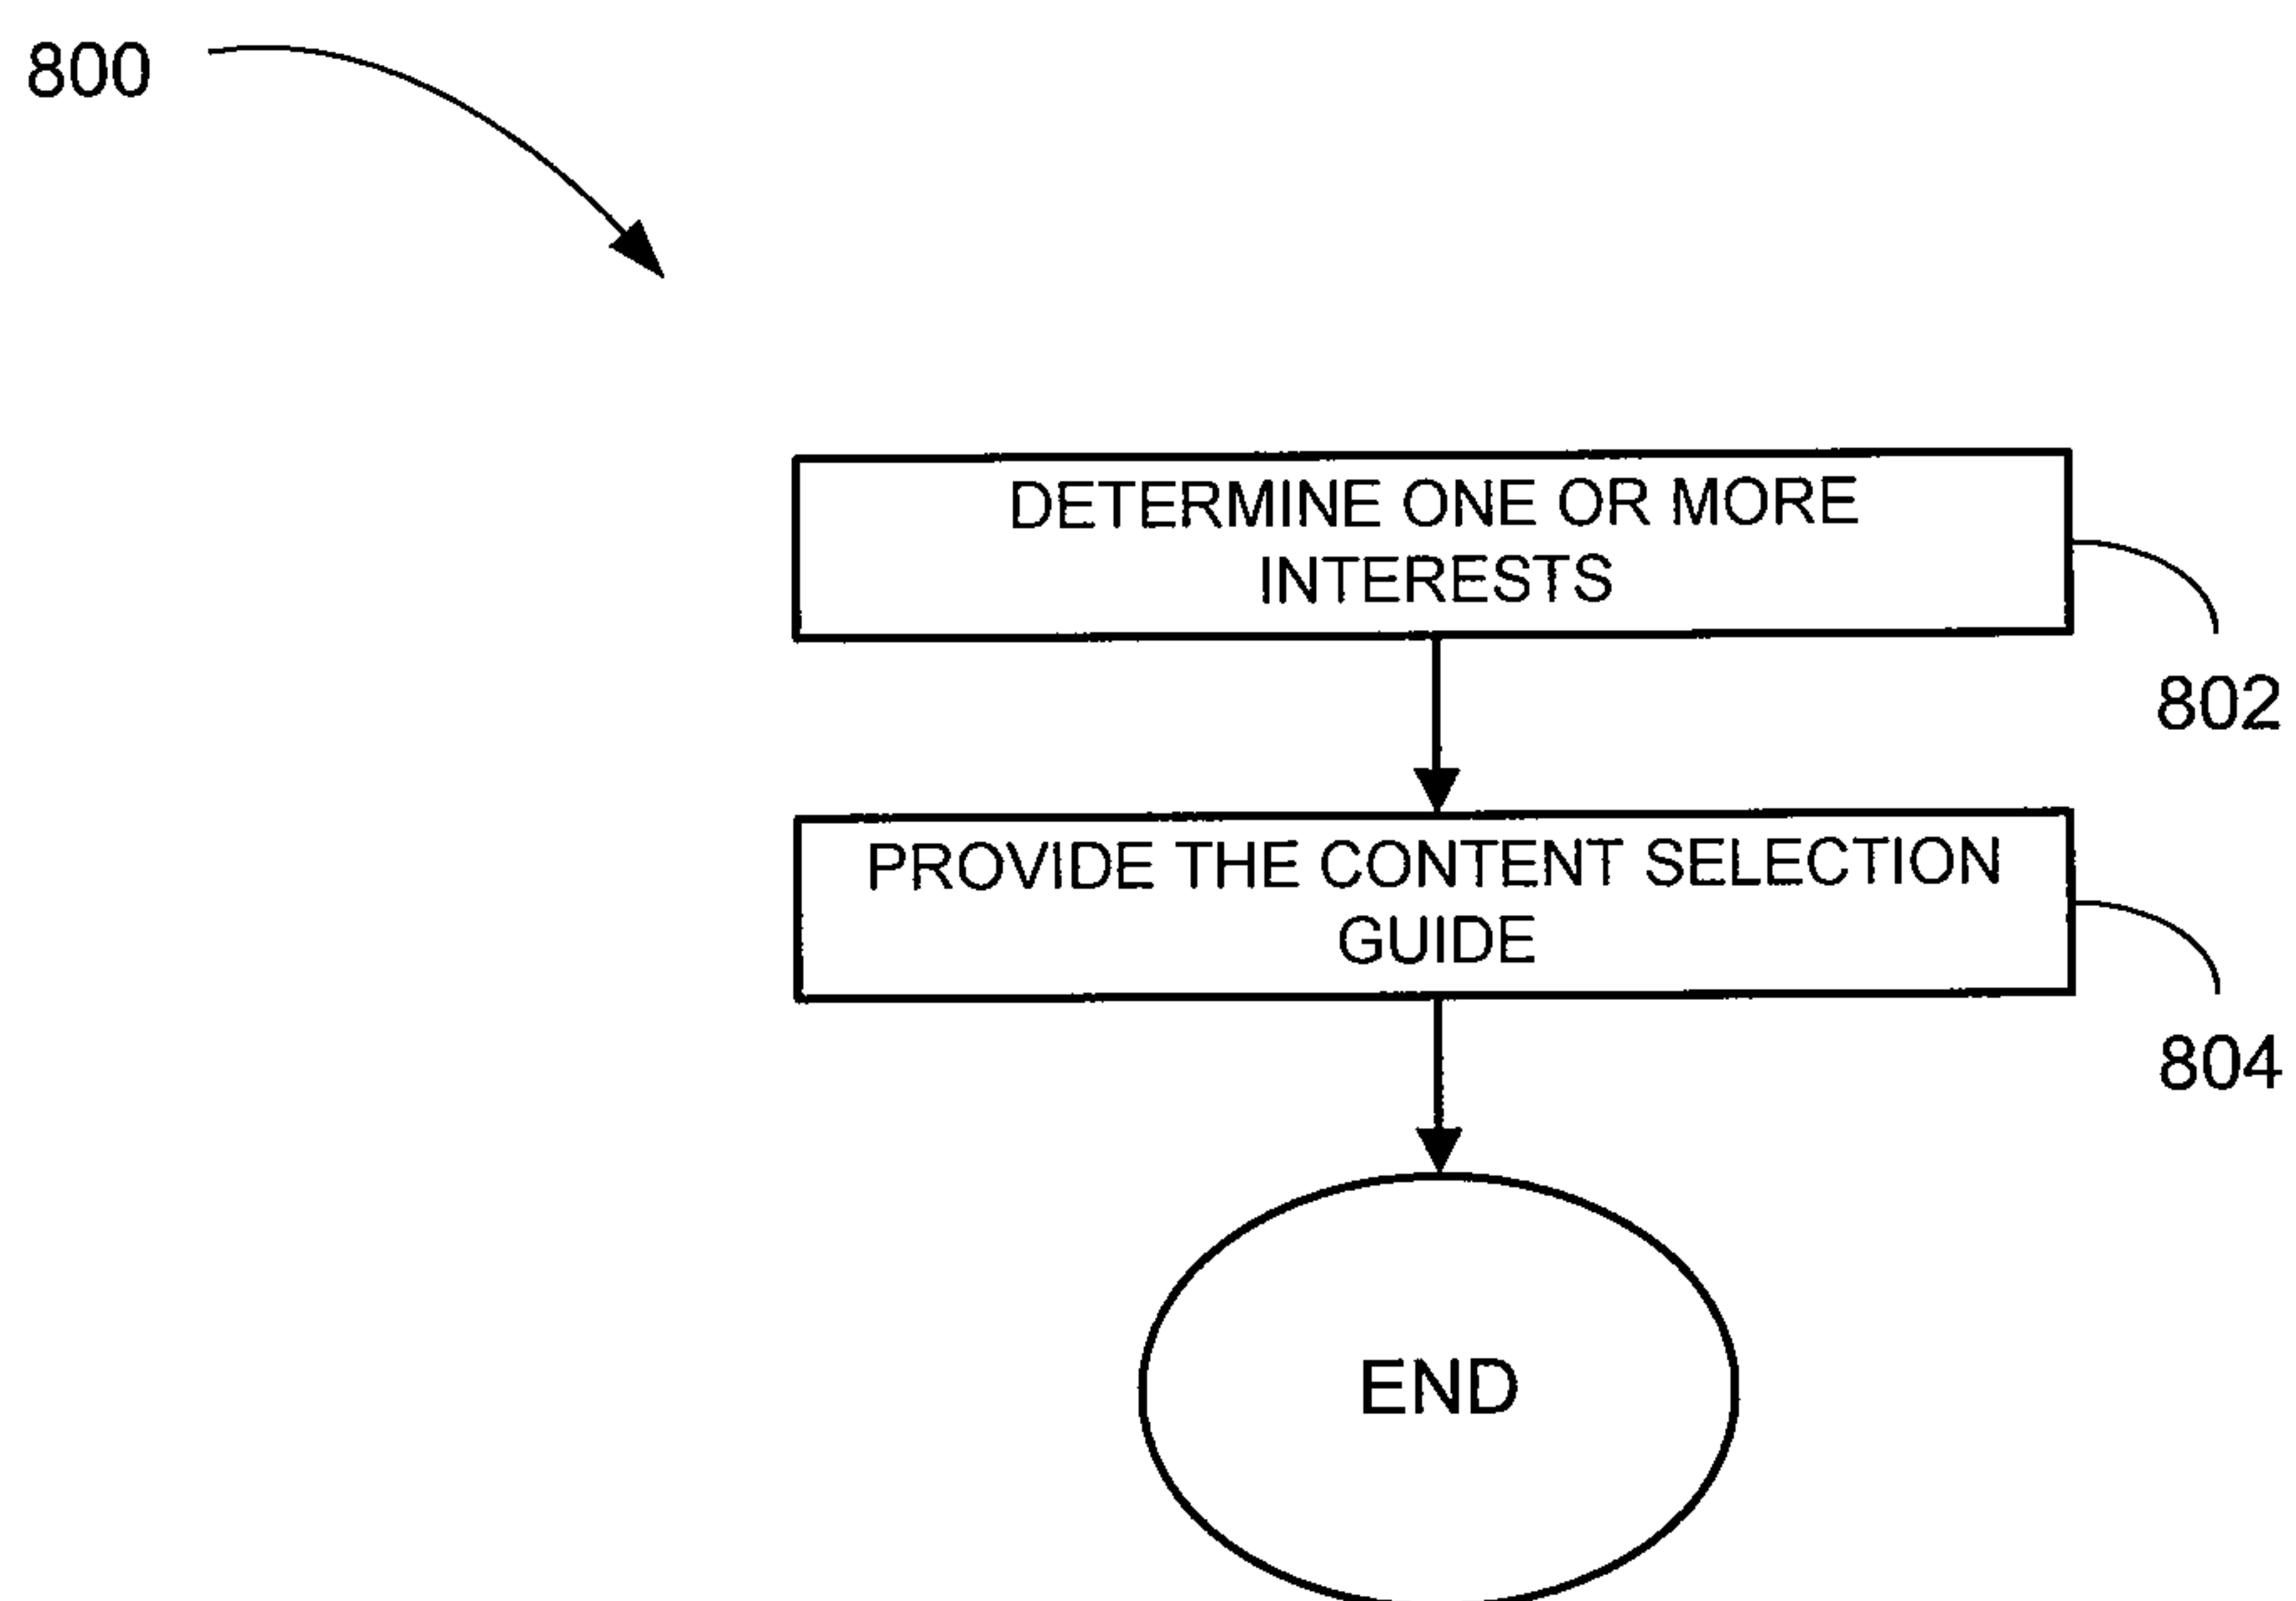 800
DETERMINE ONE OR MORE
INTERESTS
802
PROVIDE THE CONTENT SELECTION
GUIDE
804
END